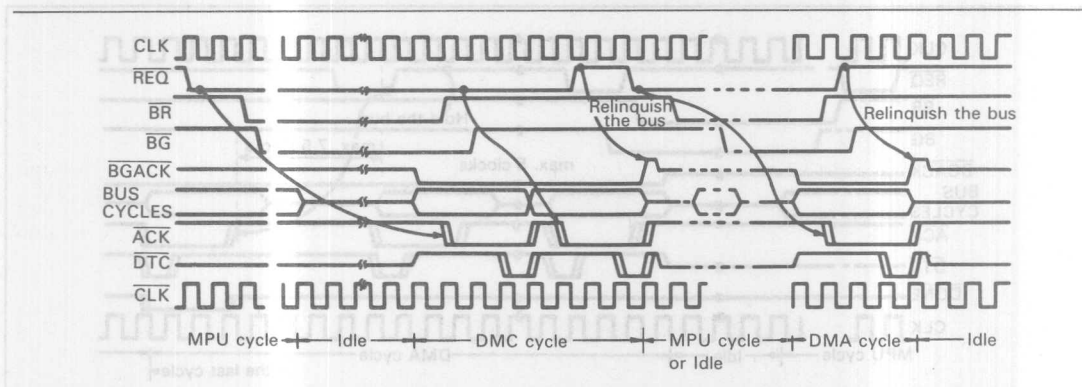 CLK
REQ
BR
BG
BGACK
BUS
CYCLES
ACK
DTC
CLK
Relinquish
the bus
Relinquish the bus
MPU cycle
Idle
DMC cycle
MPU cycle
or Idle
DMA cycle
Idle